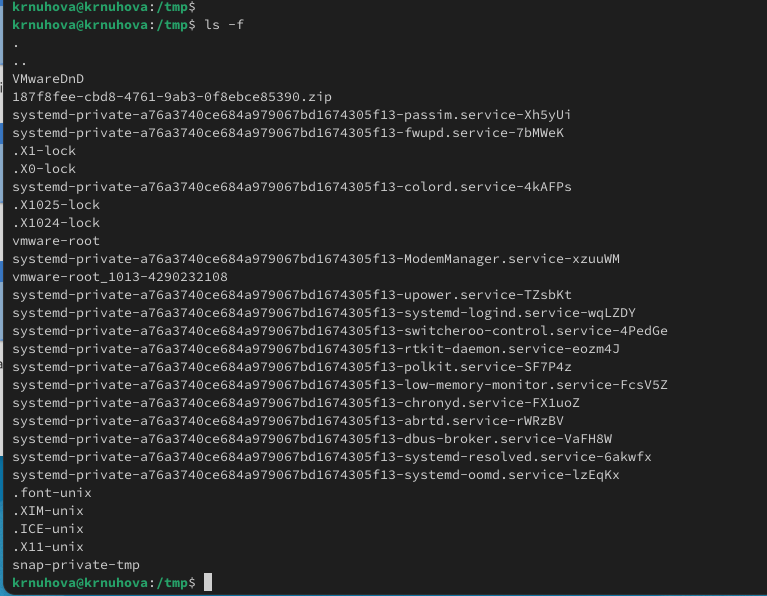 krnuhova@krnuhova:/tmp$
krnuhova@krnuhova:/tmp$ ls -f
.
..
VMwareDnD
187f8fee-cbd8-4761-9ab3-0f8ebce85390.zip
systemd-private-a76a3740ce684a979067bd1674305f13-passim.service-Xh5yUi
systemd-private-a76a3740ce684a979067bd1674305f13-fwupd.service-7bMWeK
.X1-lock
.X0-lock
systemd-private-a76a3740ce684a979067bd1674305f13-colord.service-4kAFPs
.X1025-lock
.X1024-lock
vmware-root
systemd-private-a76a3740ce684a979067bd1674305f13-ModemManager.service-xzuuWM
vmware-root_1013-4290232108
systemd-private-a76a3740ce684a979067bd1674305f13-upower.service-TZsbKt
systemd-private-a76a3740ce684a979067bd1674305f13-systemd-logind.service-wqLZDY
systemd-private-a76a3740ce684a979067bd1674305f13-switcheroo-control.service-4PedGe
systemd-private-a76a3740ce684a979067bd1674305f13-rtkit-daemon.service-eozm4J
systemd-private-a76a3740ce684a979067bd1674305f13-polkit.service-SF7P4z
systemd-private-a76a3740ce684a979067bd1674305f13-low-memory-monitor.service-FcsV5Z
systemd-private-a76a3740ce684a979067bd1674305f13-chronyd.service-FX1uoZ
systemd-private-a76a3740ce684a979067bd1674305f13-abrtd.service-rWRzBV
systemd-private-a76a3740ce684a979067bd1674305f13-dbus-broker.service-VaFH8W
systemd-private-a76a3740ce684a979067bd1674305f13-systemd-resolved.service-6akwfx
systemd-private-a76a3740ce684a979067bd1674305f13-systemd-oomd.service-lzEqKx
.font-unix
.XIM-unix
.ICE-unix
.X11-unix
snap-private-tmp
krnuhova@krnuhova:/tmp$